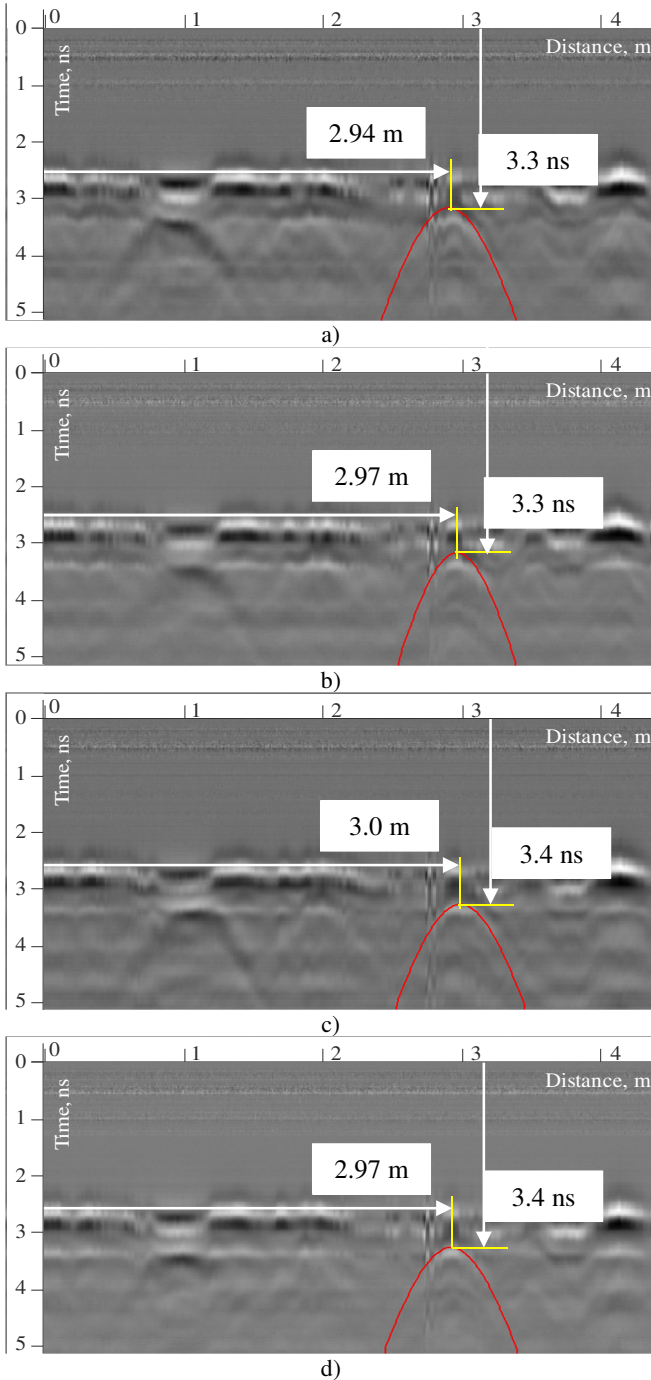 0 1 2 3 4
Distance, m
Time, ns
0
1
2
3
4
5
2.94 m
3.3 ns
a)
0 1 2 3 4
Distance, m
Time, ns
0
1
2
3
4
5
2.97 m
3.3 ns
b)
0 1 2 3 4
Distance, m
Time, ns
0
1
2
3
4
5
3.0 m
3.4 ns
c)
0 1 2 3 4
Distance, m
Time, ns
0
1
2
3
4
5
2.97 m
3.4 ns
d)